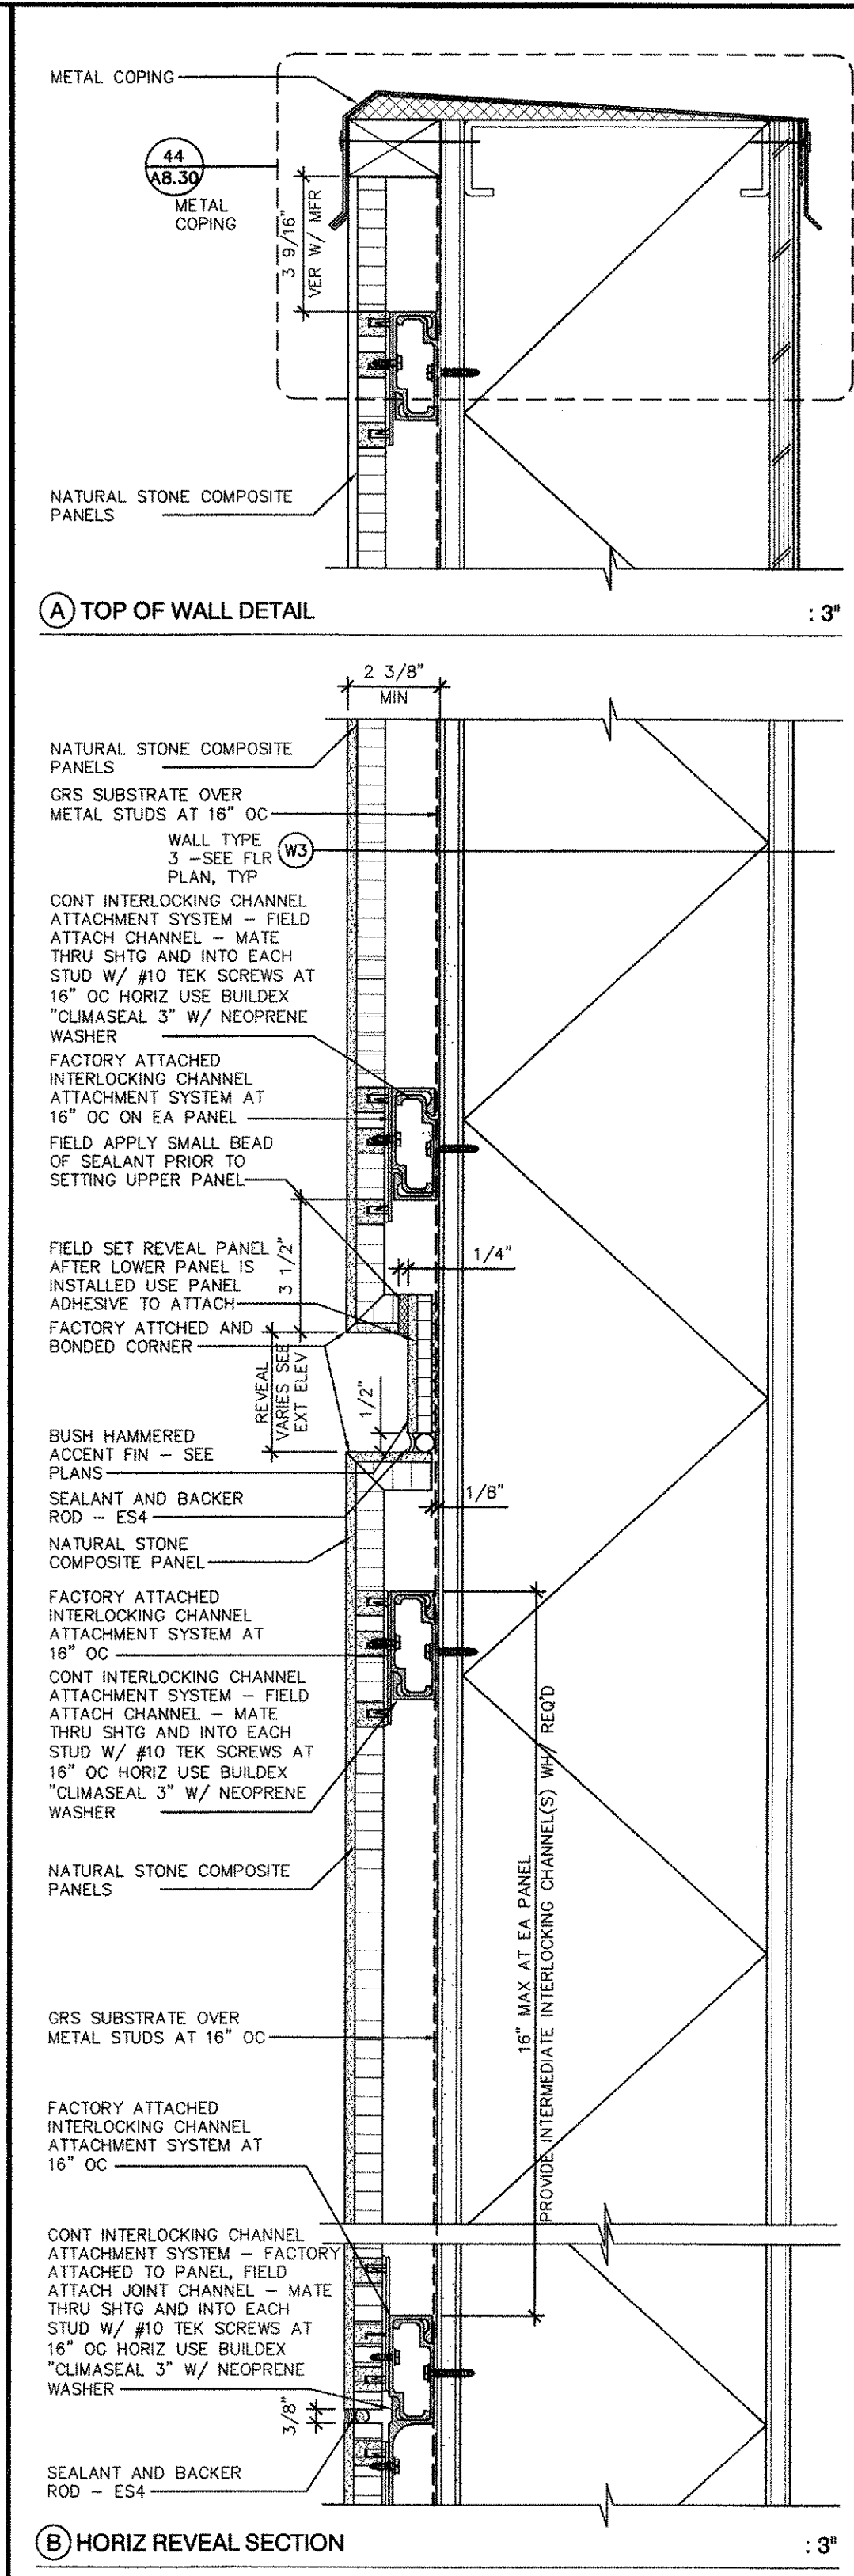 METAL COPING
44
A8.30
METAL
COPING
3 9/16"
VER W/ MFR
NATURAL STONE COMPOSITE
PANELS
A TOP OF WALL DETAIL : 3"
2 3/8"
MIN
NATURAL STONE COMPOSITE
PANELS
GRS SUBSTRATE OVER
METAL STUDS AT 16" OC
WALL TYPE
3 -SEE FLR
PLAN, TYP
W3
CONT INTERLOCKING CHANNEL
ATTACHMENT SYSTEM - FIELD
ATTACH CHANNEL - MATE
THRU SHTG AND INTO EACH
STUD W/ #10 TEK SCREWS AT
16" OC HORIZ USE BUILDEX
"CLIMASEAL 3" W/ NEOPRENE
WASHER
FACTORY ATTACHED
INTERLOCKING CHANNEL
ATTACHMENT SYSTEM AT
16" OC ON EA PANEL
FIELD APPLY SMALL BEAD
OF SEALANT PRIOR TO
SETTING UPPER PANEL
3 1/2"
1/4"
FIELD SET REVEAL PANEL
AFTER LOWER PANEL IS
INSTALLED USE PANEL
ADHESIVE TO ATTACH
FACTORY ATTCHED AND
BONDED CORNER
REVEAL
VARIES SEE
EXT ELEV
1/2"
BUSH HAMMERED
ACCENT FIN - SEE
PLANS
SEALANT AND BACKER
ROD - ES4
1/8"
NATURAL STONE
COMPOSITE PANEL
FACTORY ATTACHED
INTERLOCKING CHANNEL
ATTACHMENT SYSTEM AT
16" OC
CONT INTERLOCKING CHANNEL
ATTACHMENT SYSTEM - FIELD
ATTACH CHANNEL - MATE
THRU SHTG AND INTO EACH
STUD W/ #10 TEK SCREWS AT
16" OC HORIZ USE BUILDEX
"CLIMASEAL 3" W/ NEOPRENE
WASHER
16" MAX AT EA PANEL
PROVIDE INTERMEDIATE INTERLOCKING CHANNEL(S) WH/ REQ'D
NATURAL STONE COMPOSITE
PANELS
GRS SUBSTRATE OVER
METAL STUDS AT 16" OC
FACTORY ATTACHED
INTERLOCKING CHANNEL
ATTACHMENT SYSTEM AT
16" OC
CONT INTERLOCKING CHANNEL
ATTACHMENT SYSTEM - FACTORY
ATTACHED TO PANEL, FIELD
ATTACH JOINT CHANNEL - MATE
THRU SHTG AND INTO EACH
STUD W/ #10 TEK SCREWS AT
16" OC HORIZ USE BUILDEX
"CLIMASEAL 3" W/ NEOPRENE
WASHER
3/8"
SEALANT AND BACKER
ROD - ES4
B HORIZ REVEAL SECTION : 3"